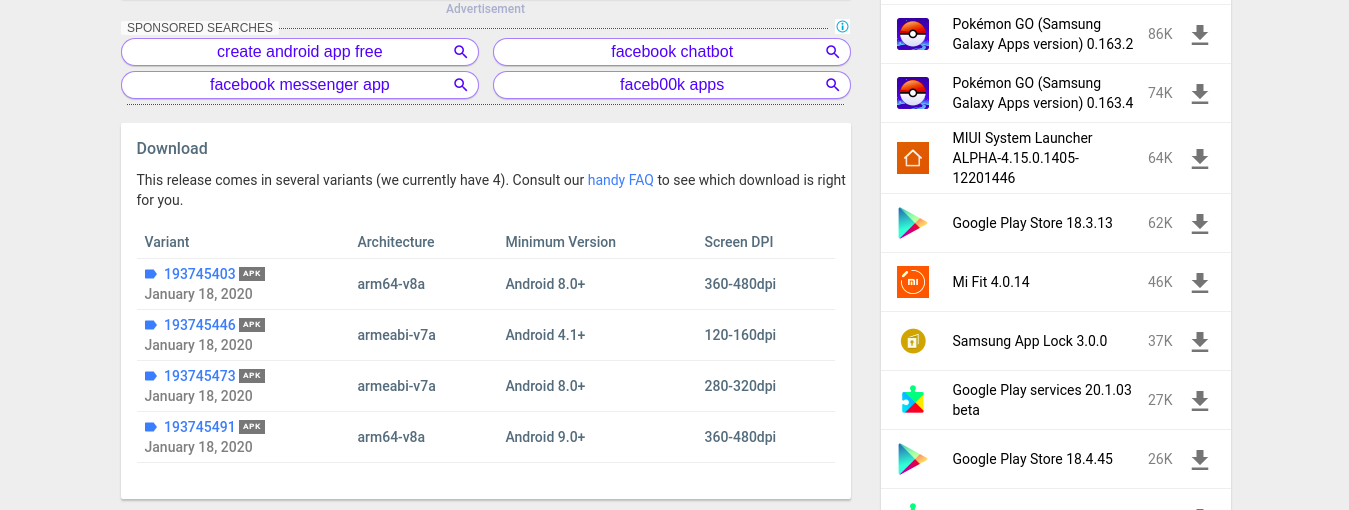 Advertisement
SPONSORED SEARCHES
create android app free
facebook chatbot
facebook messenger app
faceb00k apps
Download
This release comes in several variants (we currently have 4). Consult our handy FAQ to see which download is right
for you.
Variant Architecture Minimum Version Screen DPI
193745403 APK
January 18, 2020
arm64-v8a Android 8.0+ 360-480dpi
193745446 APK
January 18, 2020
armeabi-v7a Android 4.1+ 120-160dpi
193745473 APK
January 18, 2020
armeabi-v7a Android 8.0+ 280-320dpi
193745491 APK
January 18, 2020
arm64-v8a Android 9.0+ 360-480dpi
Pokémon GO (Samsung
Galaxy Apps version) 0.163.2
86K
Pokémon GO (Samsung
Galaxy Apps version) 0.163.4
74K
MIUI System Launcher
ALPHA-4.15.0.1405-
12201446
64K
Google Play Store 18.3.13 62K
Mi Fit 4.0.14 46K
Samsung App Lock 3.0.0 37K
Google Play services 20.1.03
beta
27K
Google Play Store 18.4.45 26K